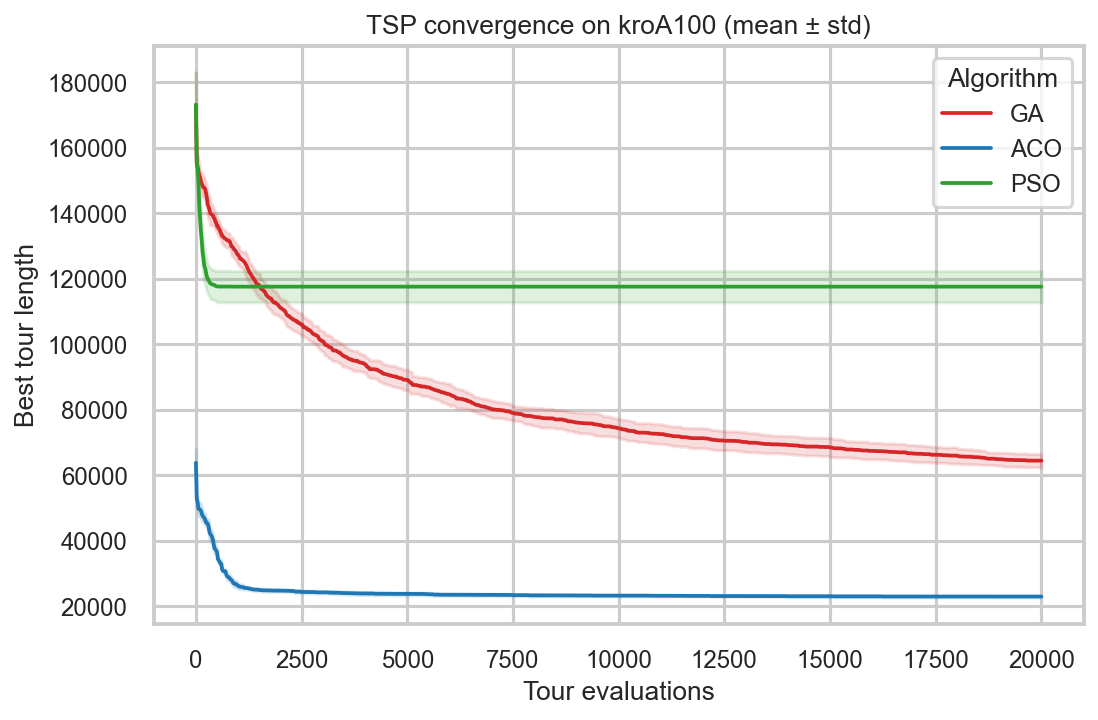 TSP convergence on kroA100 (mean ± std)
Best tour length
180000
160000
140000
120000
100000
80000
60000
40000
20000
Algorithm
GA
ACO
PSO
0 2500 5000 7500 10000 12500 15000 17500 20000
Tour evaluations